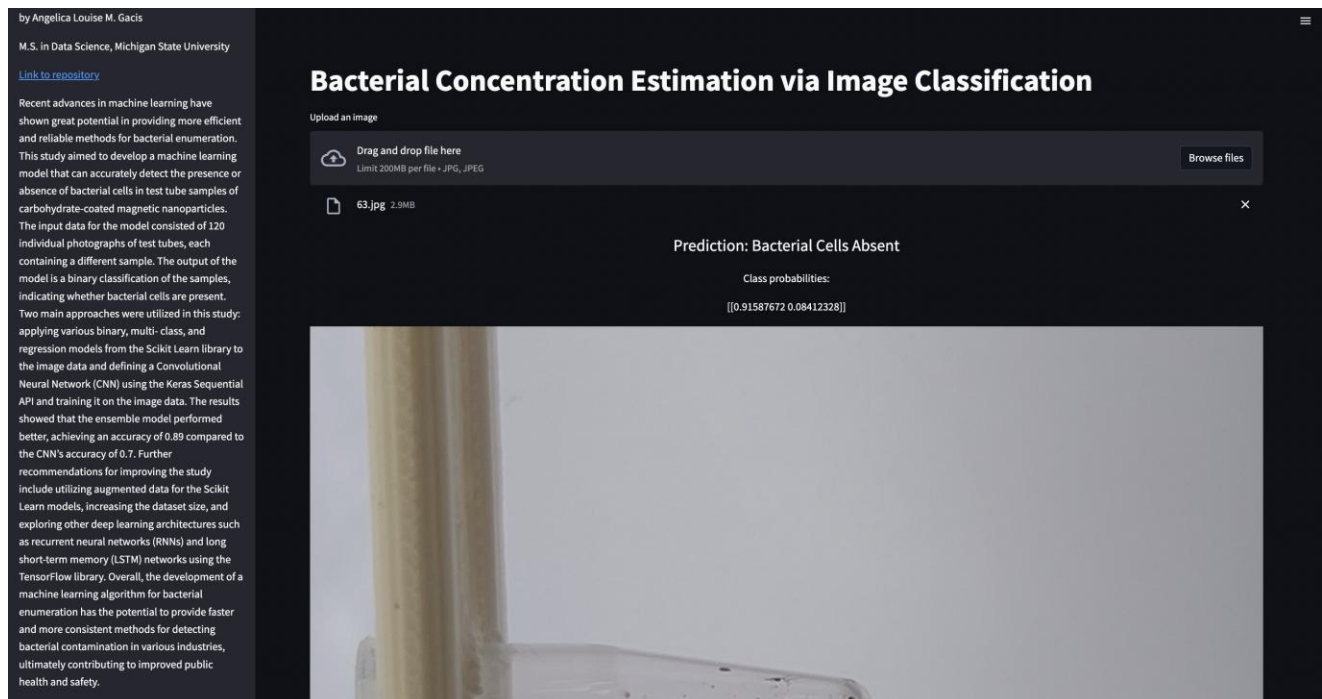 by Angelica Louise M. Gacis
M.S. in Data Science, Michigan State University
Link to repository
Recent advances in machine learning have
shown great potential in providing more efficient
and reliable methods for bacterial enumeration.
This study aimed to develop a machine learning
model that can accurately detect the presence or
absence of bacterial cells in test tube samples of
carbohydrate-coated magnetic nanoparticles.
The input data for the model consisted of 120
individual photographs of test tubes, each
containing a different sample. The output of the
model is a binary classification of the samples,
indicating whether bacterial cells are present.
Two main approaches were utilized in this study:
applying various binary, multi- class, and
regression models from the Scikit Learn library to
the image data and defining a Convolutional
Neural Network (CNN) using the Keras Sequential
API and training it on the image data. The results
showed that the ensemble model performed
better, achieving an accuracy of 0.89 compared to
the CNN's accuracy of 0.7. Further
recommendations for improving the study
include utilizing augmented data for the Scikit
Learn models, increasing the dataset size, and
exploring other deep learning architectures such
as recurrent neural networks (RNNs) and long
short-term memory (LSTM) networks using the
TensorFlow library. Overall, the development of a
machine learning algorithm for bacterial
enumeration has the potential to provide faster
and more consistent methods for detecting
bacterial contamination in various industries,
ultimately contributing to improved public
health and safety.
Bacterial Concentration Estimation via Image Classification
Upload an image
Drag and drop file here
Limit 200MB per file • JPG, JPEG
Browse files
63.jpg 2.9MB
Prediction: Bacterial Cells Absent
Class probabilities:
[[0.91587672 0.08412328]]